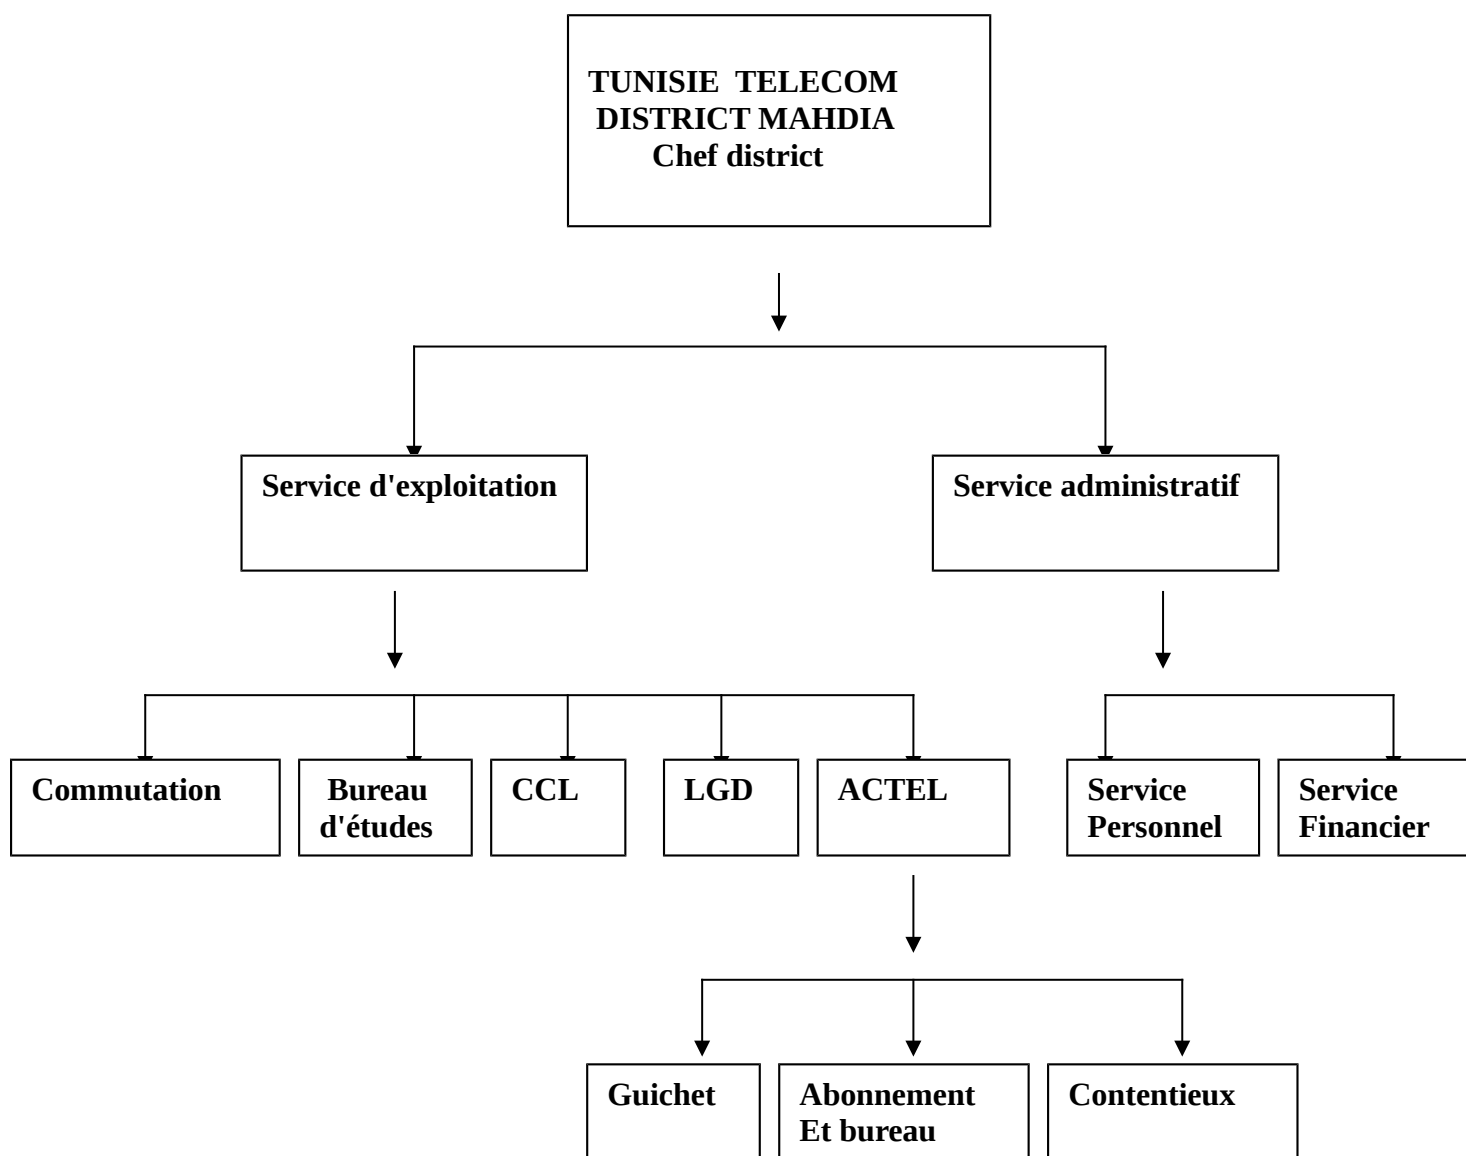 TUNISIE TELECOM
DISTRICT MAHDIA
Chef district
Service d'exploitation
Service administratif
Commutation
Bureau
d'études
CCL
LGD
ACTEL
Service
Personnel
Service
Financier
Guichet
Abonnement
Et bureau
Contentieux